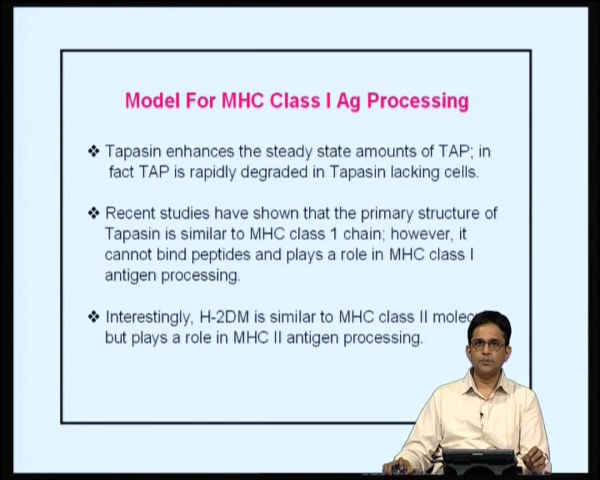 Model For MHC Class I Ag Processing
❖ Tapasin enhances the steady state amounts of TAP; in
fact TAP is rapidly degraded in Tapasin lacking cells.
❖ Recent studies have shown that the primary structure of
Tapasin is similar to MHC class 1 chain; however, it
cannot bind peptides and plays a role in MHC class I
antigen processing.
❖ Interestingly, H-2DM is similar to MHC class II
but plays a role in MHC II antigen processing.